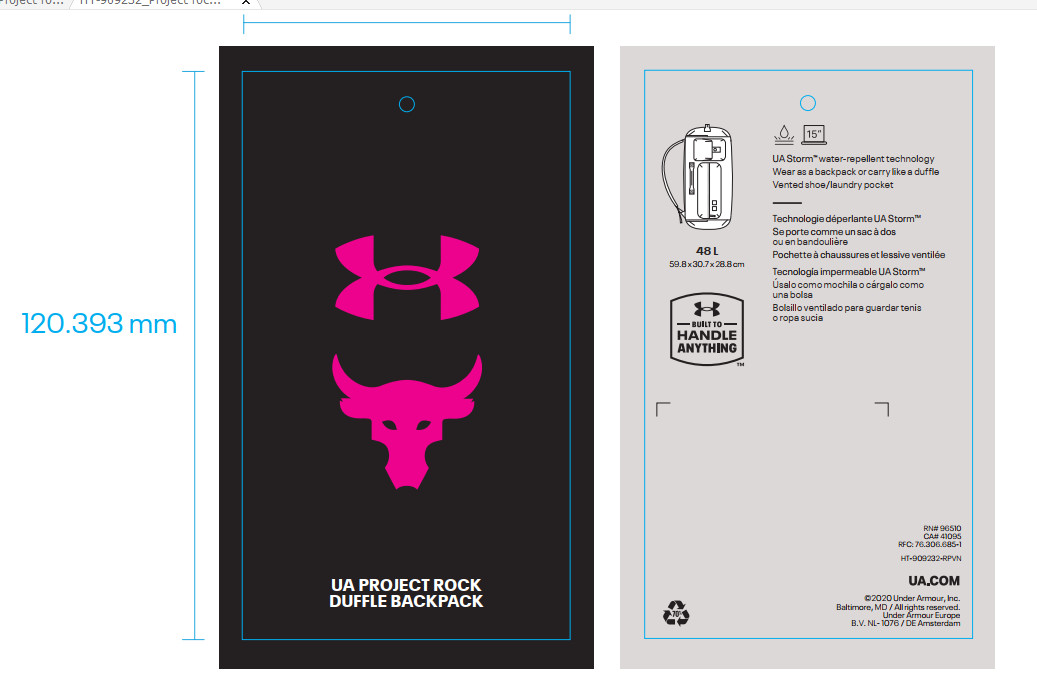 HT-909232_Project roc...
120.393 mm
UA PROJECT ROCK
DUFFLE BACKPACK
15"
UA Storm™ water-repellent technology
Wear as a backpack or carry like a duffle
Vented shoe/laundry pocket
Technologie déperlante UA Storm™
Se porte comme un sac à dos
ou en bandoulière
Pochette à chaussures et lessive ventilée
Tecnología impermeable UA Storm™
Úsalo como mochila o cárgalo como
una bolsa
Bolsillo ventilado para guardar tenis
o ropa sucia
48 L
59.8 x 30.7 x 28.8 cm
BUILT TO
HANDLE
ANYTHING
TM
RN# 96510
CA# 41095
RFC: 76.306.685-1
HT-909232-RPVN
UA.COM
©2020 Under Armour, Inc.
Baltimore, MD / All rights reserved.
Under Armour Europe
B.V. NL- 1076 / DE Amsterdam
70%